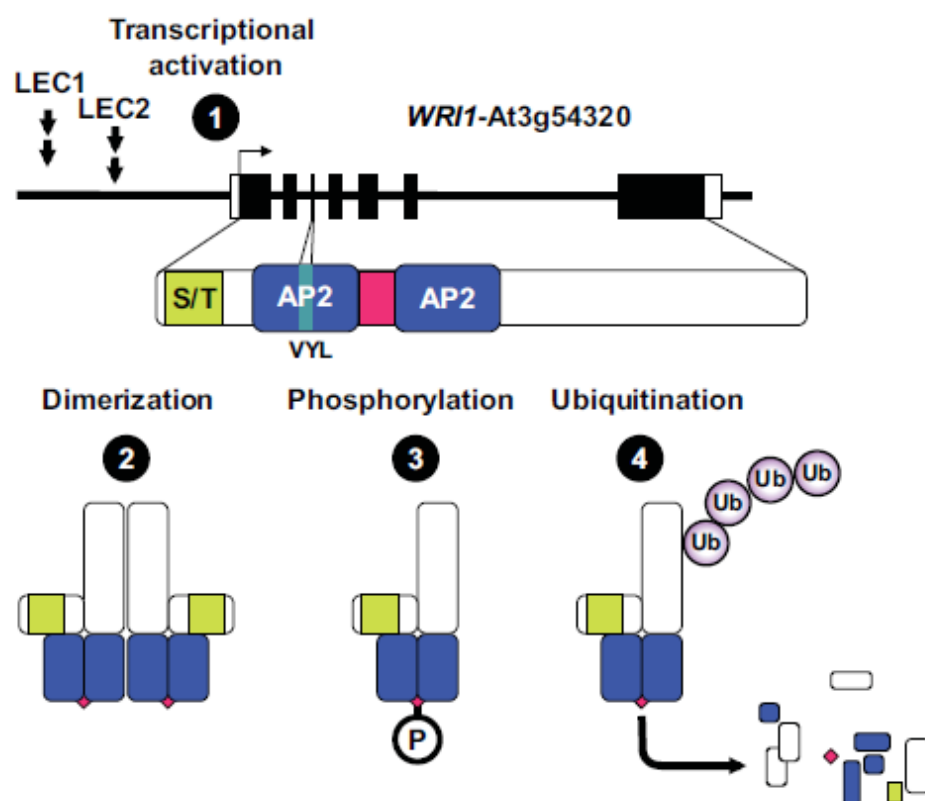 Transcriptional
activation
LEC1
LEC2
1
WRI1-At3g54320
S/T
AP2
AP2
VYL
Dimerization
Phosphorylation
Ubiquitination
2
3
4
Ub
Ub
Ub
Ub
P